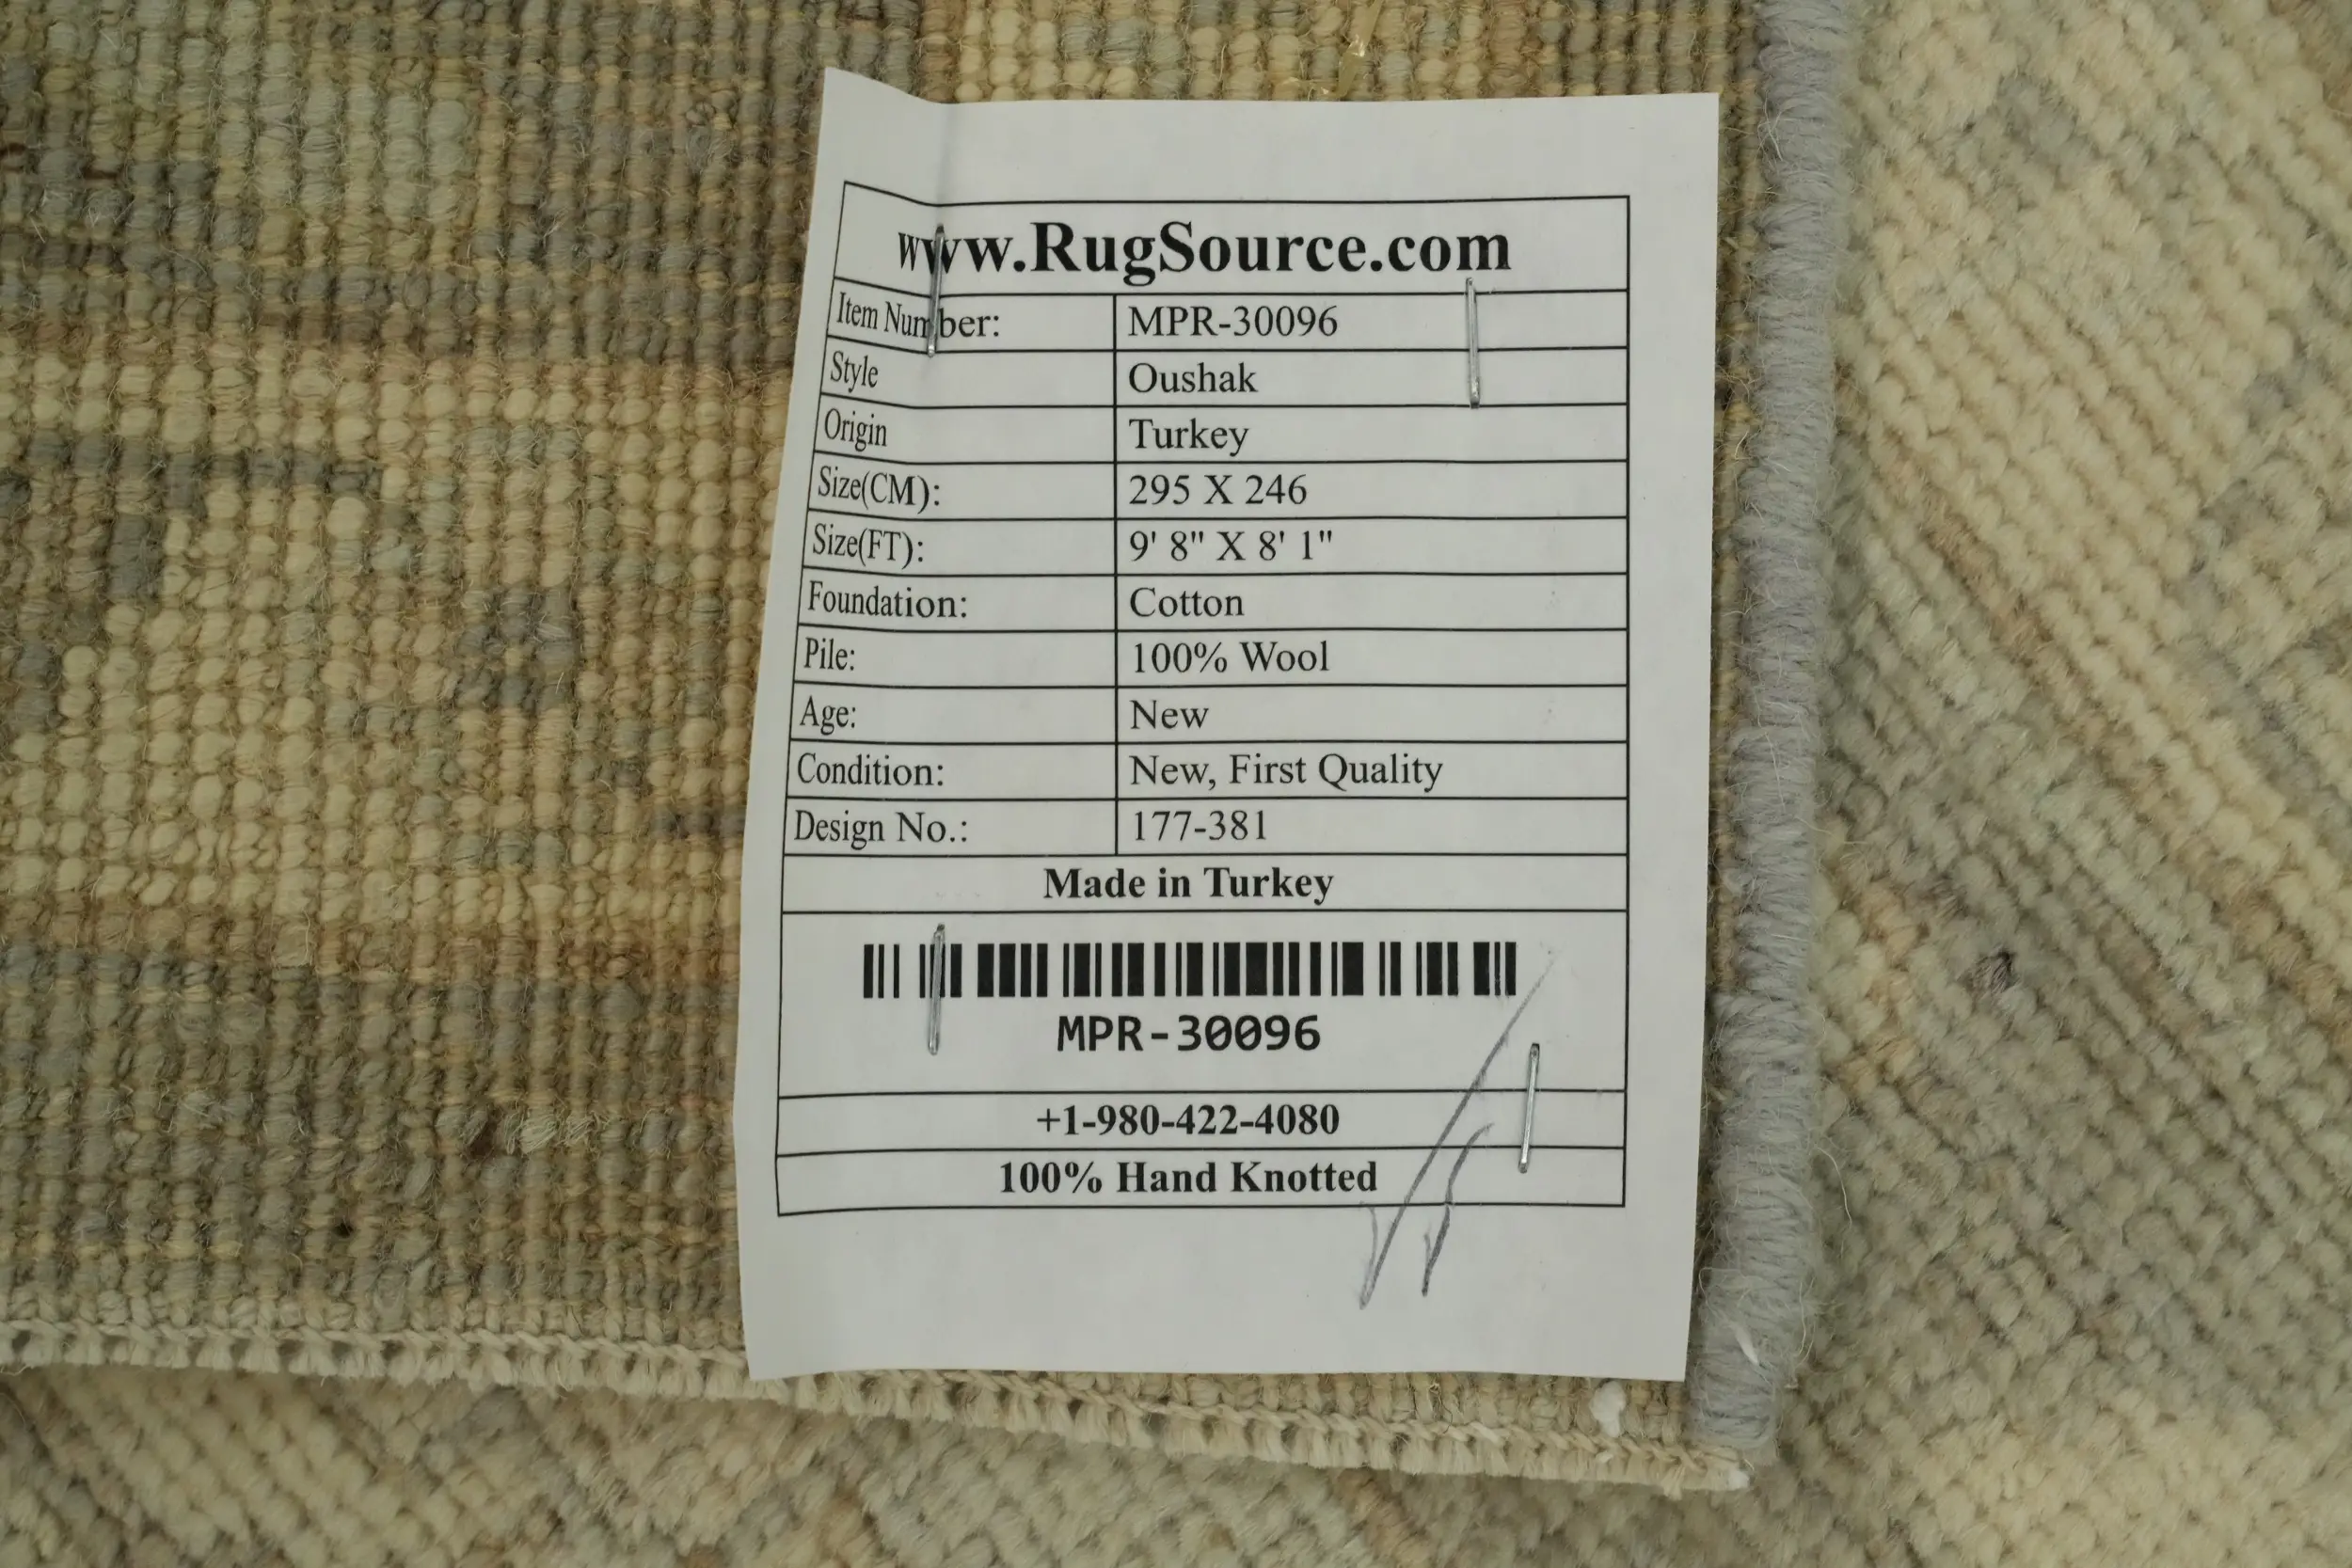 www.RugSource.com
Item Number: MPR-30096
Style Oushak
Origin Turkey
Size(CM): 295 X 246
Size(FT): 9' 8" X 8' 1"
Foundation: Cotton
Pile: 100% Wool
Age: New
Condition: New, First Quality
Design No.: 177-381
Made in Turkey
MPR-30096
+1-980-422-4080
100% Hand Knotted